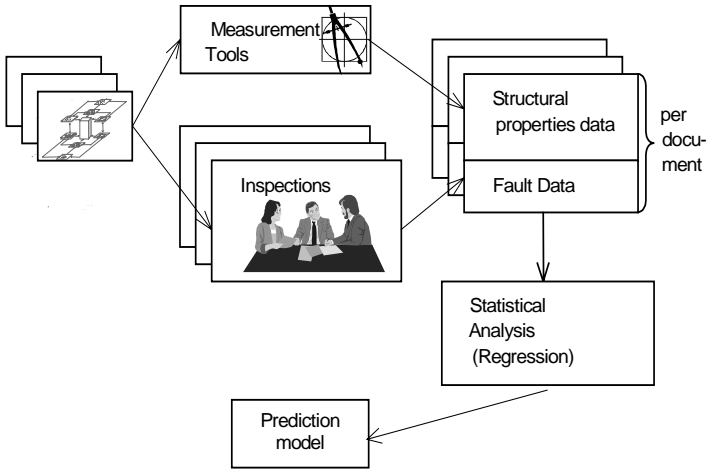 Measurement
Tools
Structural
properties data
per
docu-
ment
Inspections
Fault Data
Statistical
Analysis
(Regression)
Prediction
model